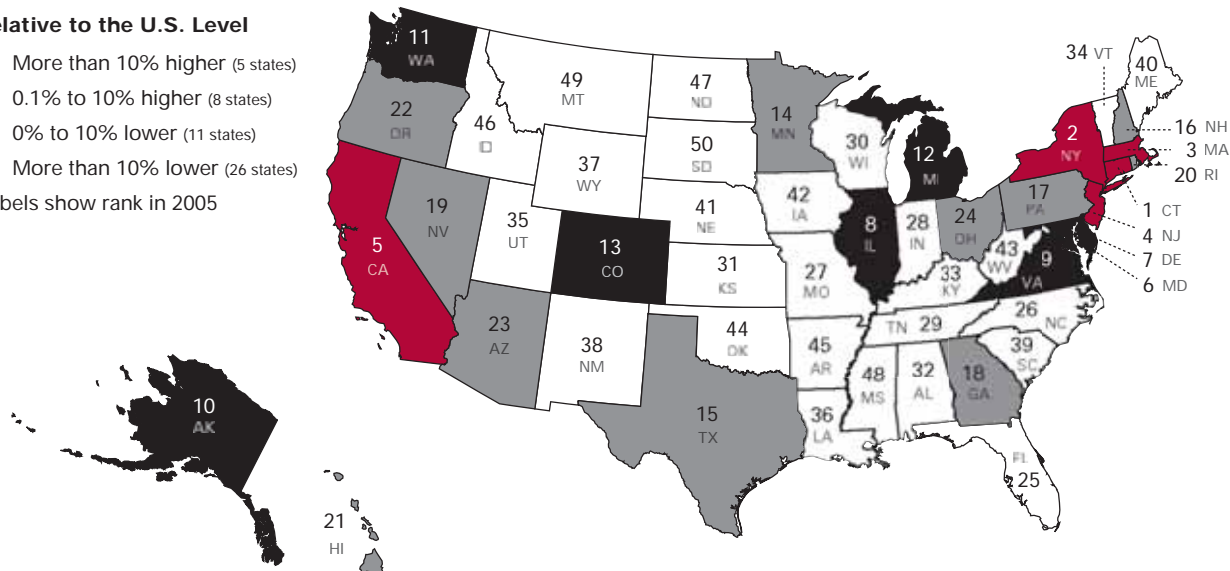 elative to the U.S. Level
More than 10% higher (5 states)
0.1% to 10% higher (8 states)
0% to 10% lower (11 states)
More than 10% lower (26 states)
bels show rank in 2005
11
WA
22
OR
46
ID
49
MT
47
ND
14
MN
50
SD
30
WI
12
MI
37
WY
5
CA
19
NV
35
UT
13
CO
41
NE
42
IA
8
IL
28
IN
24
OH
31
KS
27
MO
33
KY
43
WV
9
VA
17
PA
2
NY
34 VT
40
ME
16 NH
3 MA
20 RI
1 CT
4 NJ
7 DE
6 MD
23
AZ
38
NM
44
OK
45
AR
TN 29
26
NC
39
SC
15
TX
36
LA
48
MS
32
AL
18
GA
FL
25
10
AK
21
HI